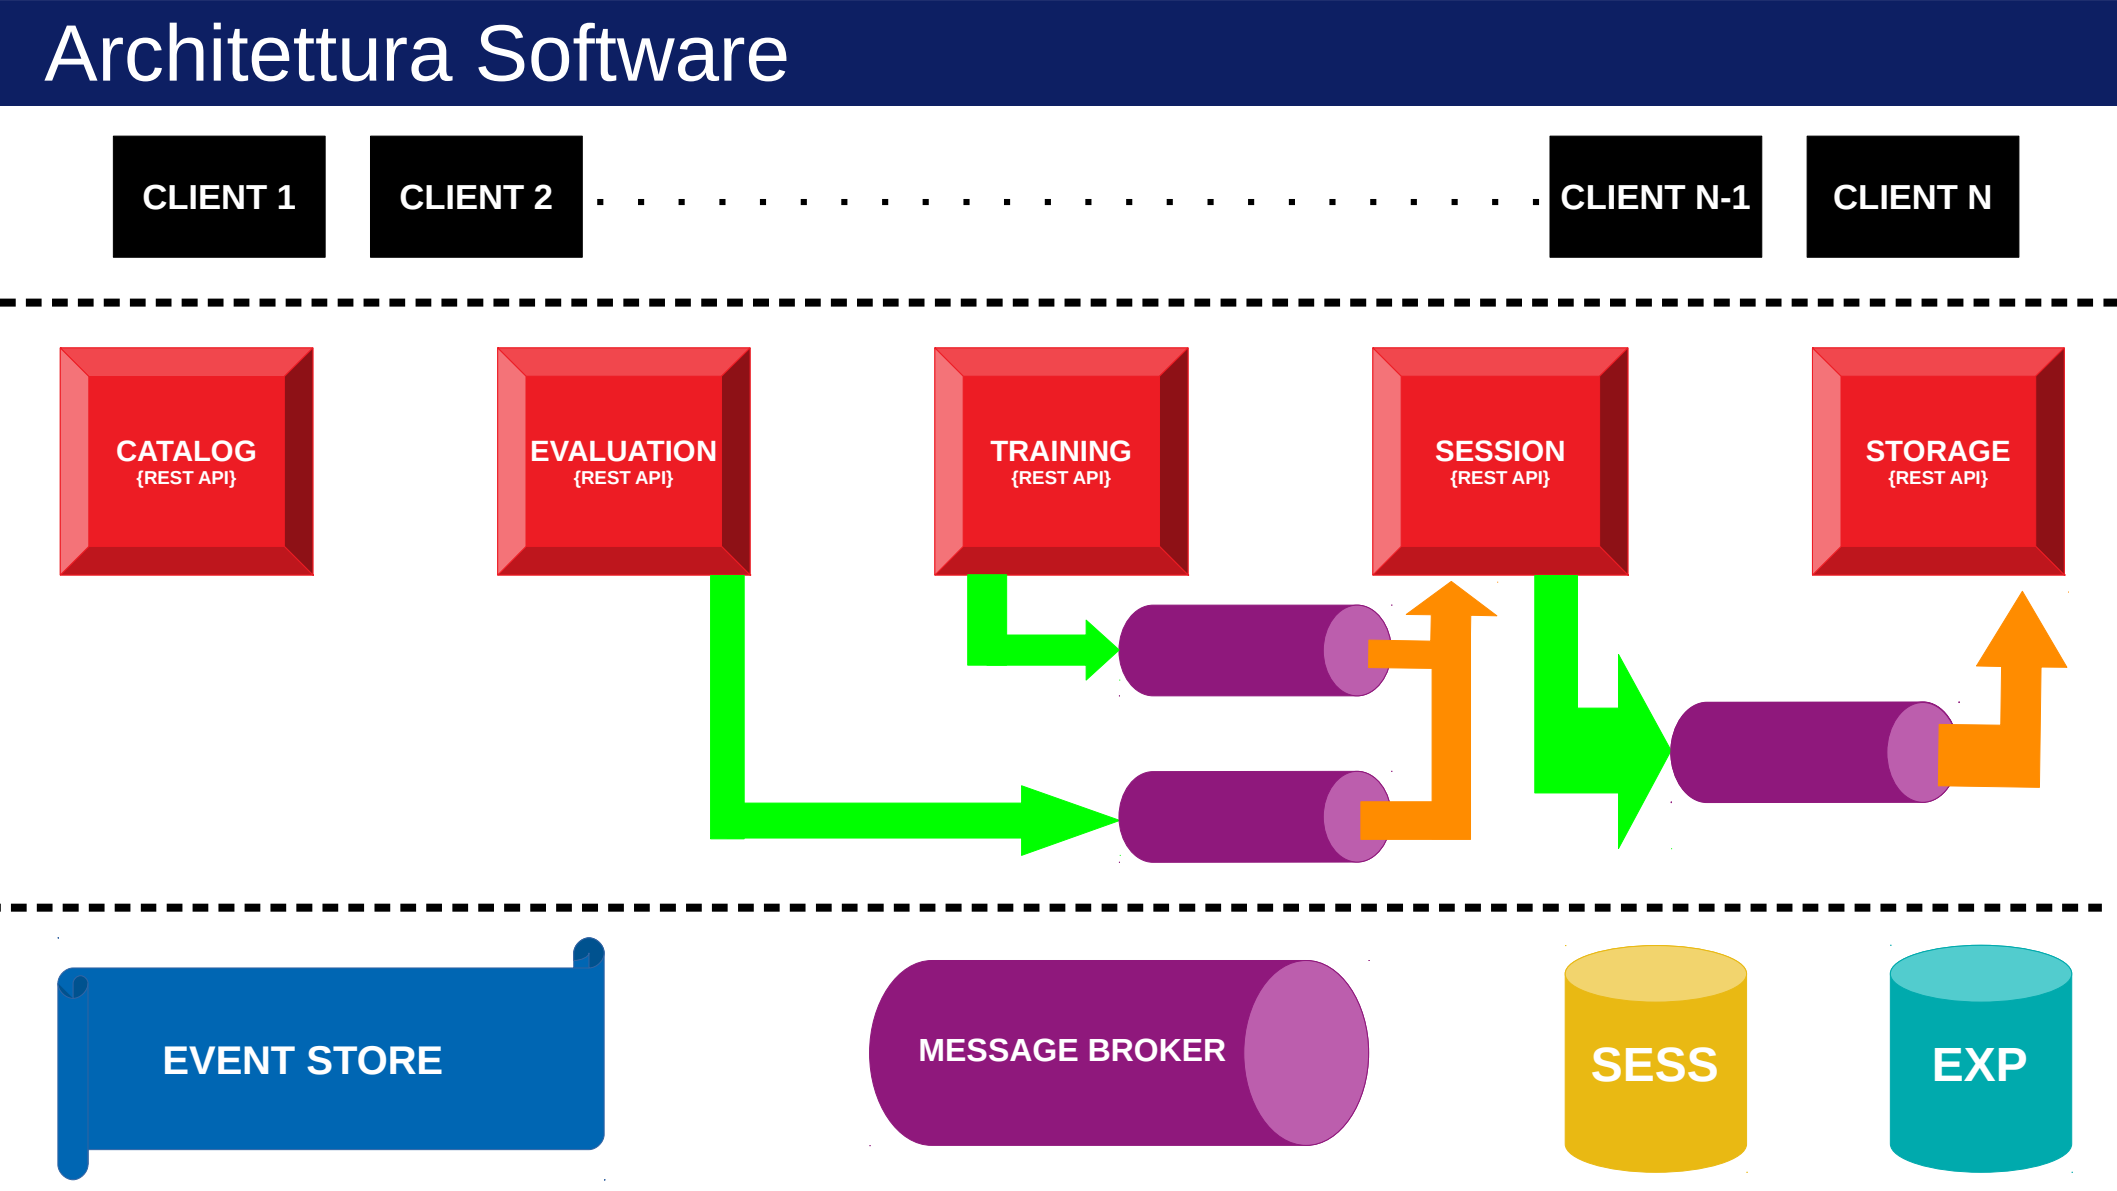 Architettura Software
CLIENT 1
CLIENT 2
CLIENT N-1
CLIENT N
CATALOG
{REST API}
EVALUATION
{REST API}
TRAINING
{REST API}
SESSION
{REST API}
STORAGE
{REST API}
EVENT STORE
MESSAGE BROKER
SESS
EXP